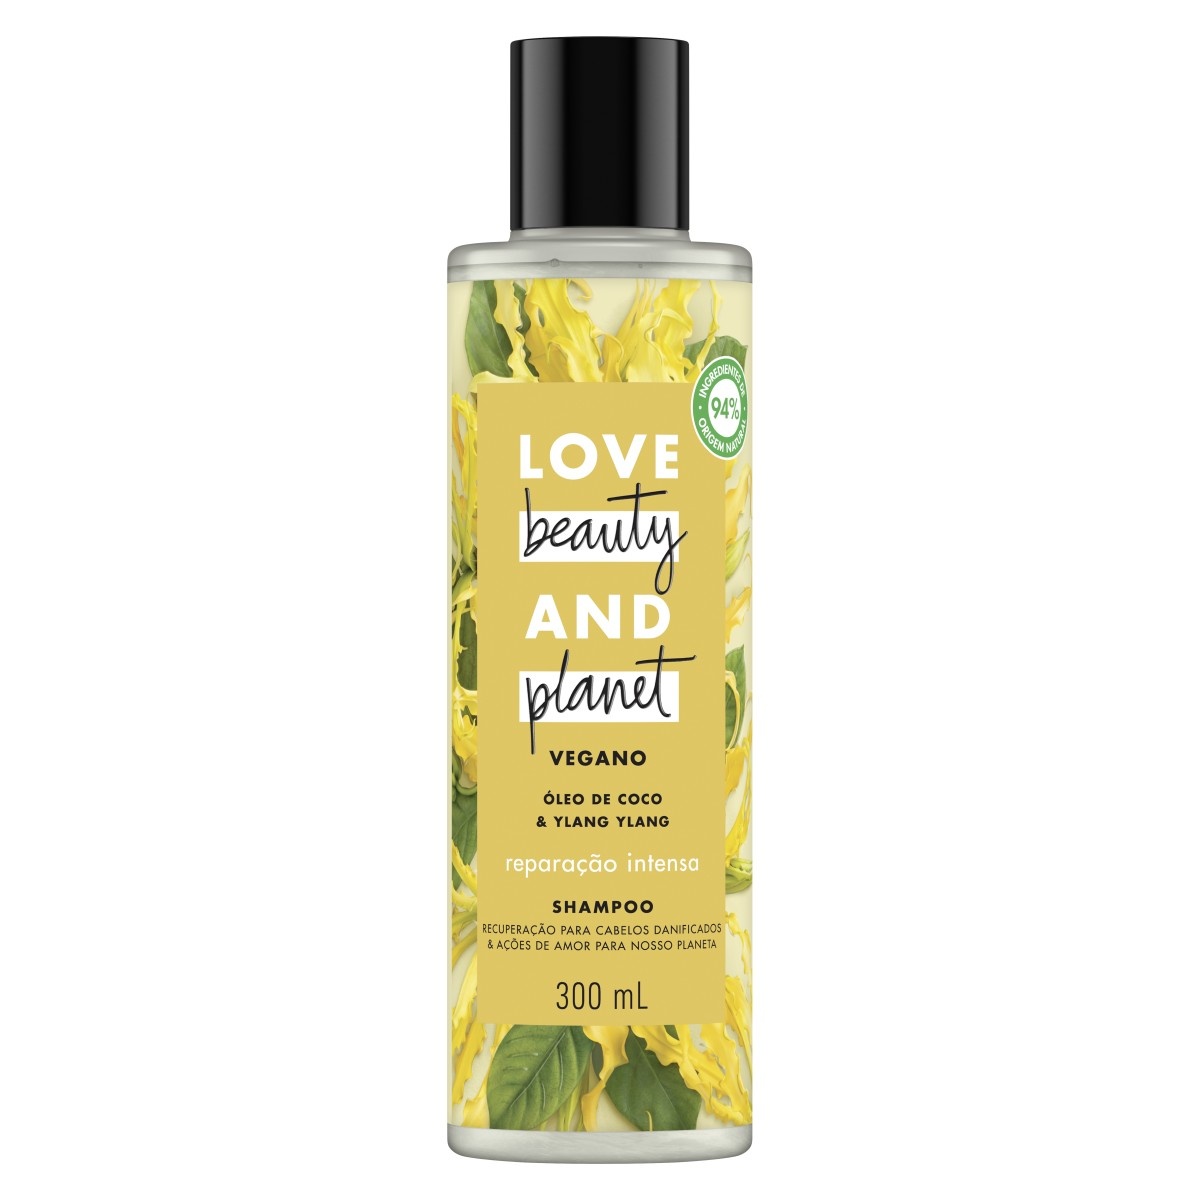 INGREDIENTES DE
94%
ORIGEM NATURAL
LOVE
beauty
AND
planet
VEGANO
ÓLEO DE COCO
& YLANG YLANG
reparação intensa
SHAMPOO
RECUPERAÇÃO PARA CABELOS DANIFICADOS
& AÇÕES DE AMOR PARA NOSSO PLANETA
300 mL